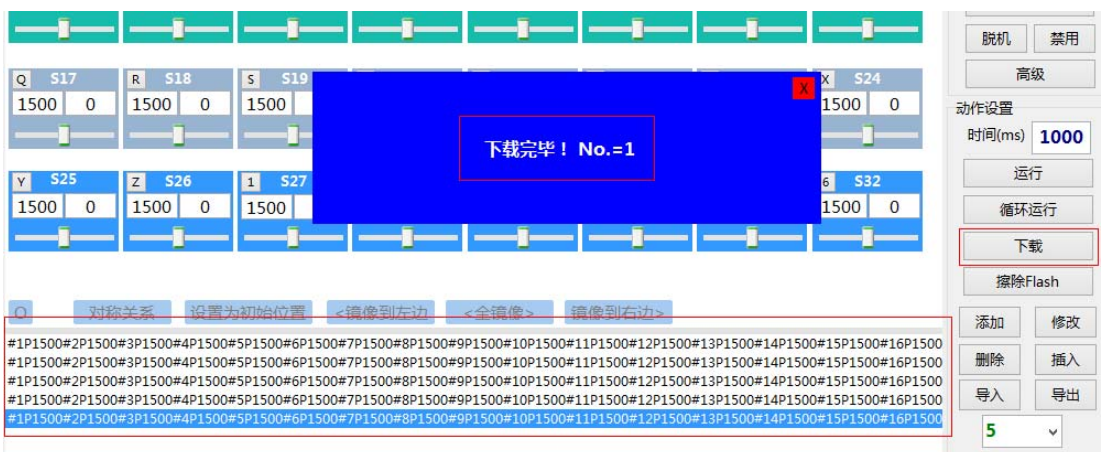 脱机 禁用
Q S17 R S18 S S19 X S24 高级
1500 0 1500 0 1500 1500 0
动作设置
时间(ms) 1000
下载完毕！ No.=1
X
运行
Y S25 Z S26 1 S27 6 S32
1500 0 1500 0 1500 1500 0
循环运行
下载
擦除Flash
O 对称关系 设置为初始位置 <镜像到左边 <全镜像> 镜像到右边>
添加 修改
#1P1500#2P1500#3P1500#4P1500#5P1500#6P1500#7P1500#8P1500#9P1500#10P1500#11P1500#12P1500#13P1500#14P1500#15P1500#16P1500
#1P1500#2P1500#3P1500#4P1500#5P1500#6P1500#7P1500#8P1500#9P1500#10P1500#11P1500#12P1500#13P1500#14P1500#15P1500#16P1500
#1P1500#2P1500#3P1500#4P1500#5P1500#6P1500#7P1500#8P1500#9P1500#10P1500#11P1500#12P1500#13P1500#14P1500#15P1500#16P1500
#1P1500#2P1500#3P1500#4P1500#5P1500#6P1500#7P1500#8P1500#9P1500#10P1500#11P1500#12P1500#13P1500#14P1500#15P1500#16P1500
#1P1500#2P1500#3P1500#4P1500#5P1500#6P1500#7P1500#8P1500#9P1500#10P1500#11P1500#12P1500#13P1500#14P1500#15P1500#16P1500
删除 插入
导入 导出
5